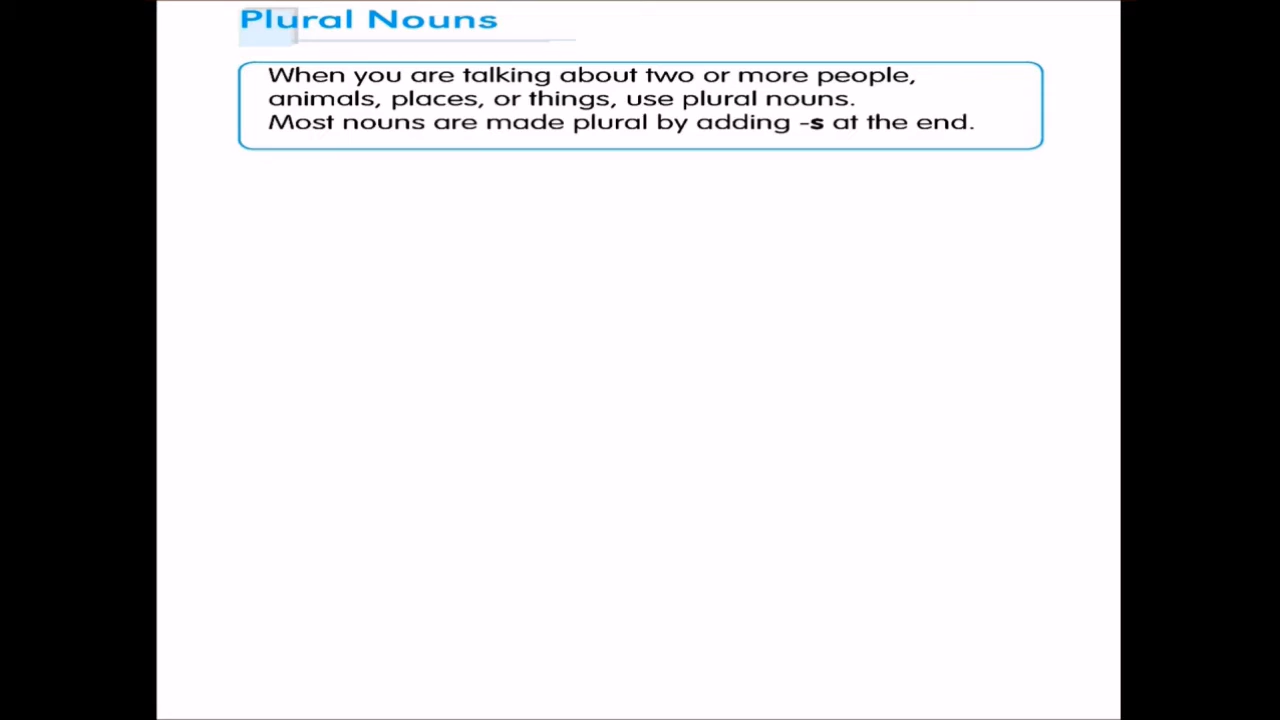 Plural Nouns
When you are talking about two or more people,
animals, places, or things, use plural nouns.
Most nouns are made plural by adding -s at the end.